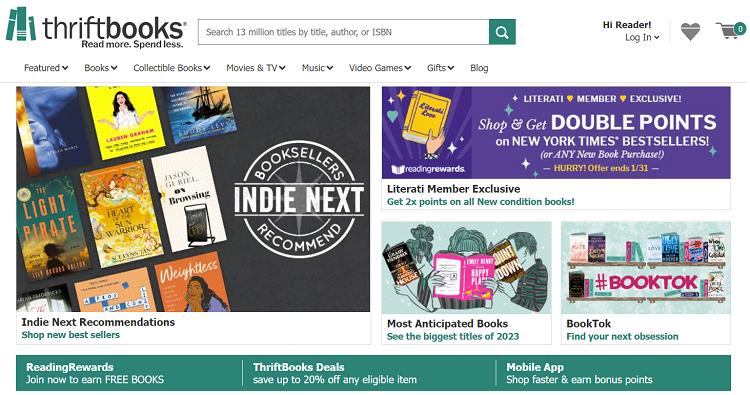 thriftbooks®
Read more. Spend less.
Search 13 million titles by title, author, or ISBN
Hi Reader!
Log In
0
Featured
Books
Collectible Books
Movies & TV
Music
Video Games
Gifts
Blog
LAUREN GRAHAM
THE LIGHT PIRATE
HEART OF THE SUN WARRIOR
JASON GURIEL
on Browsing
Weightless
BOOKSELLERS
INDIE NEXT
RECOMMEND
Indie Next Recommendations
Shop new best sellers
LITERATI MEMBER EXCLUSIVE!
Literati Love
Shop & Get DOUBLE POINTS
on NEW YORK TIMES' BESTSELLERS!
(or ANY New Book Purchase!)
readingrewards.
— HURRY! Offer ends 1/31 —
Literati Member Exclusive
Get 2x points on all New condition books!
EMILY HENRY
HAPPY PLACE
Most Anticipated Books
See the biggest titles of 2023
#BOOKTOK
BookTok
Find your next obsession
ReadingRewards
Join now to earn FREE BOOKS
ThriftBooks Deals
save up to 20% off any eligible item
Mobile App
Shop faster & earn bonus points